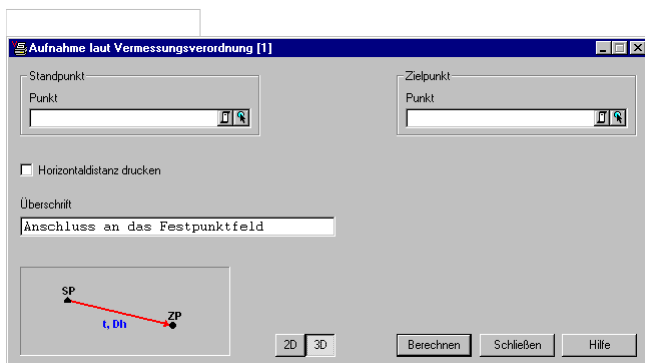 Aufnahme laut Vermessungsverordnung [1]
Standpunkt
Zielpunkt
Punkt
Punkt
Horizontaldistanz drucken
Überschrift
Anschluss an das Festpunktfeld
SP
ZP
t, Dh
2D 3D Berechnen Schließen Hilfe